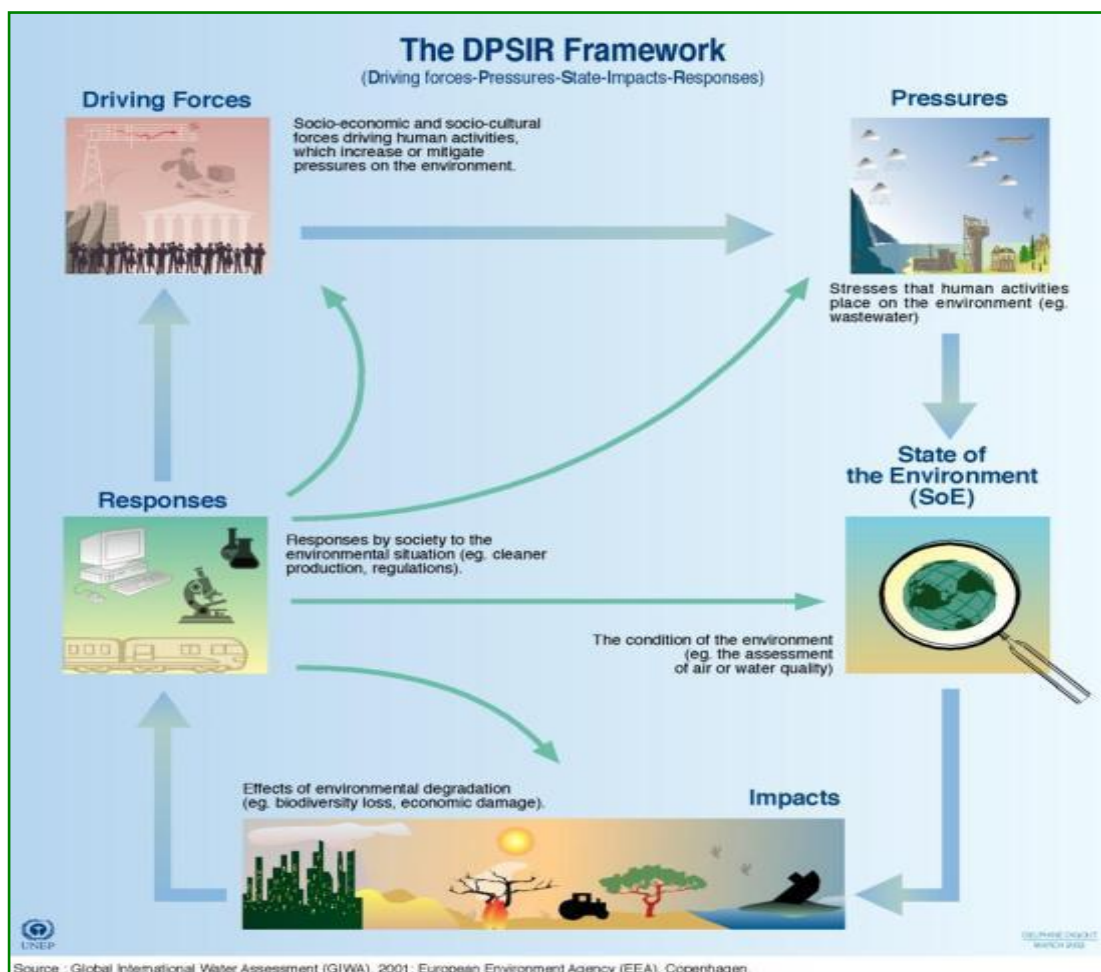 The DPSIR Framework
(Driving forces-Pressures-State-Impacts-Responses)
Driving Forces
Socio-economic and socio-cultural
forces driving human activities,
which increase or mitigate
pressures on the environment.
Pressures
Stresses that human activities
place on the environment (eg.
wastewater)
State of
the Environment
(SoE)
Responses
Responses by society to the
environmental situation (eg. cleaner
production, regulations).
The condition of the environment
(eg. the assessment
of air or water quality)
Effects of environmental degradation
(eg. biodiversity loss, economic damage).
Impacts
UNEP
MARCH 2002
Source : Global International Water Assessment (GIWA), 2001; European Environment Agency (EEA), Copenhagen.